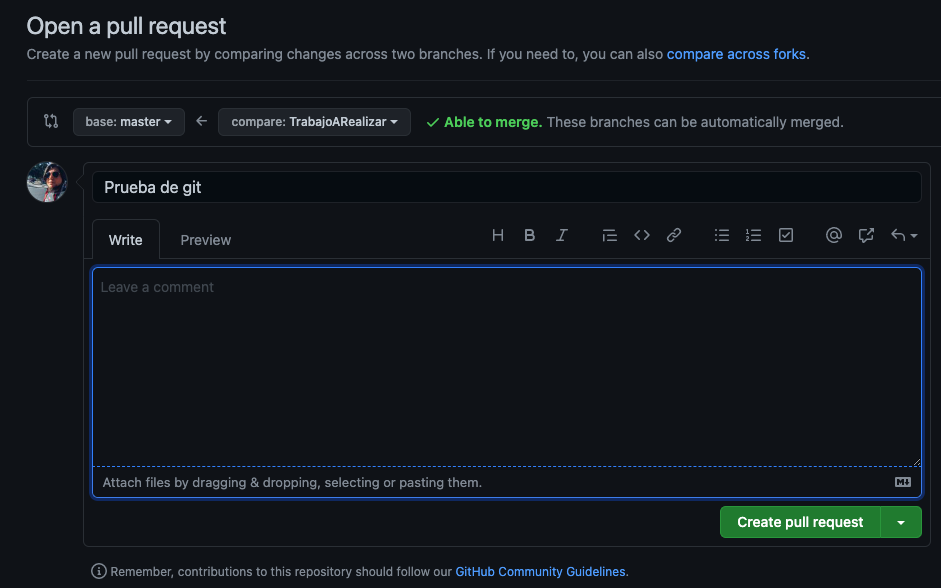 Open a pull request
Create a new pull request by comparing changes across two branches. If you need to, you can also compare across forks.
base: master compare: TrabajoARealizar Able to merge. These branches can be automatically merged.
Prueba de git
Write Preview H B I
Leave a comment
Attach files by dragging & dropping, selecting or pasting them.
Create pull request
Remember, contributions to this repository should follow our GitHub Community Guidelines.